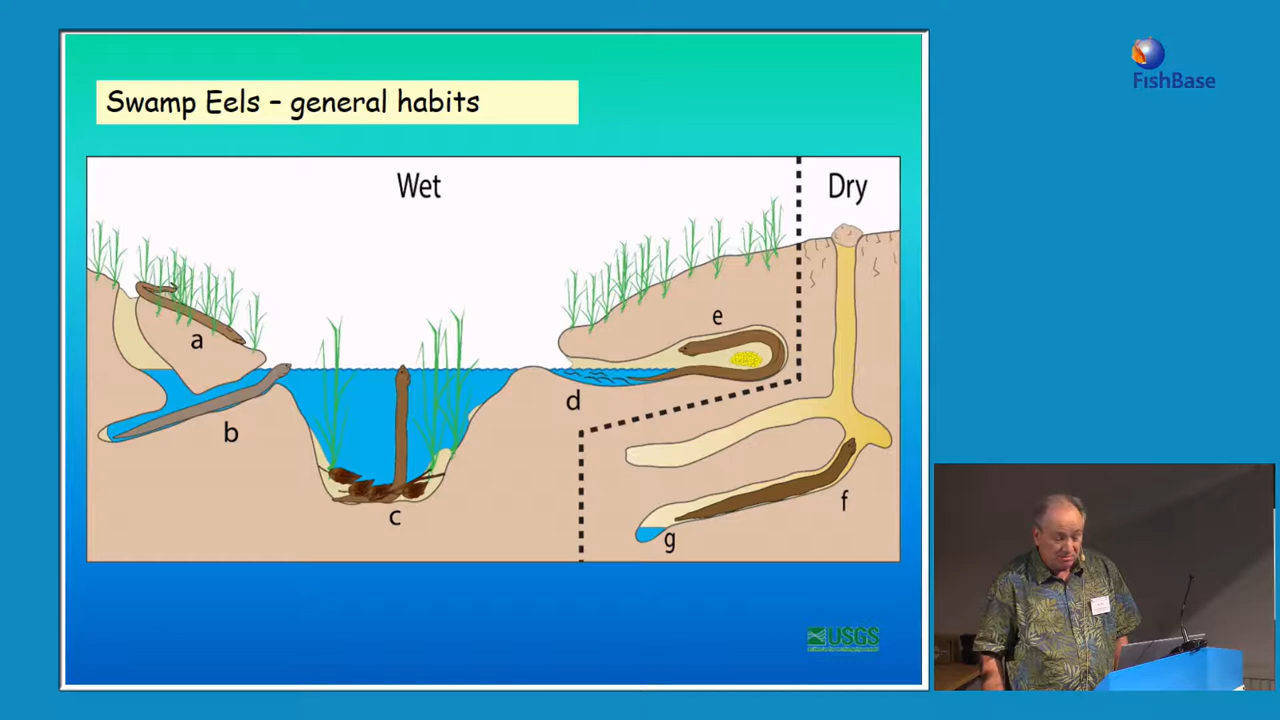 FishBase
Swamp Eels – general habits
Wet
Dry
a
b
c
d
e
f
g
USGS